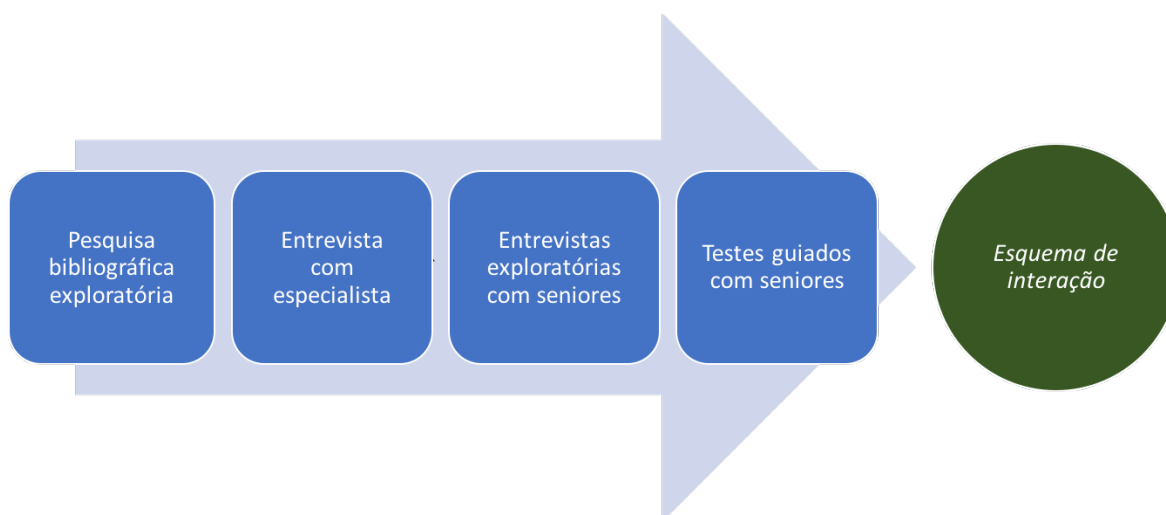 Pesquisa
bibliográfica
exploratória
Entrevista
com
especialista
Entrevistas
exploratórias
com seniores
Testes guiados
com seniores
Esquema de
interação